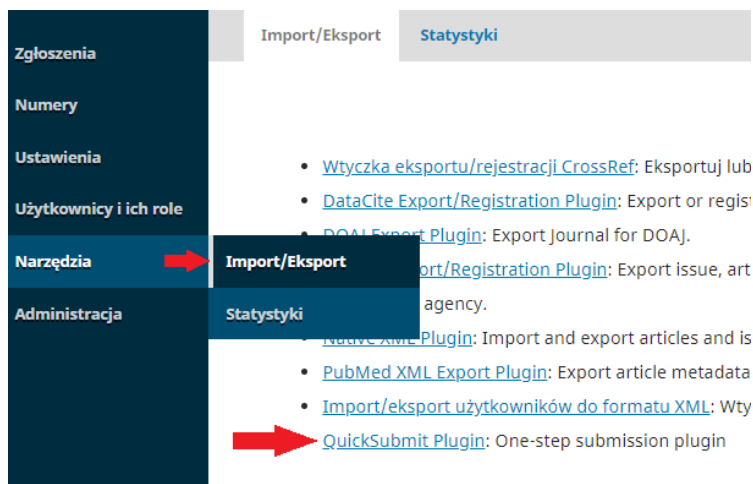 Import/Eksport Statystyki
Zgłoszenia
Numery
Ustawienia
Użytkownicy i ich role
Narzędzia
Administracja
Import/Eksport
Statystyki
Wtyczka eksportu/rejestracji CrossRef: Eksportuj lub
DataCite Export/Registration Plugin: Export or regist
DOAJ Export Plugin: Export Journal for DOAJ.
ort/Registration Plugin: Export issue, art
agency.
Native XML Plugin: Import and export articles and is
PubMed XML Export Plugin: Export article metadata
Import/eksport użytkowników do formatu XML: Wty
QuickSubmit Plugin: One-step submission plugin